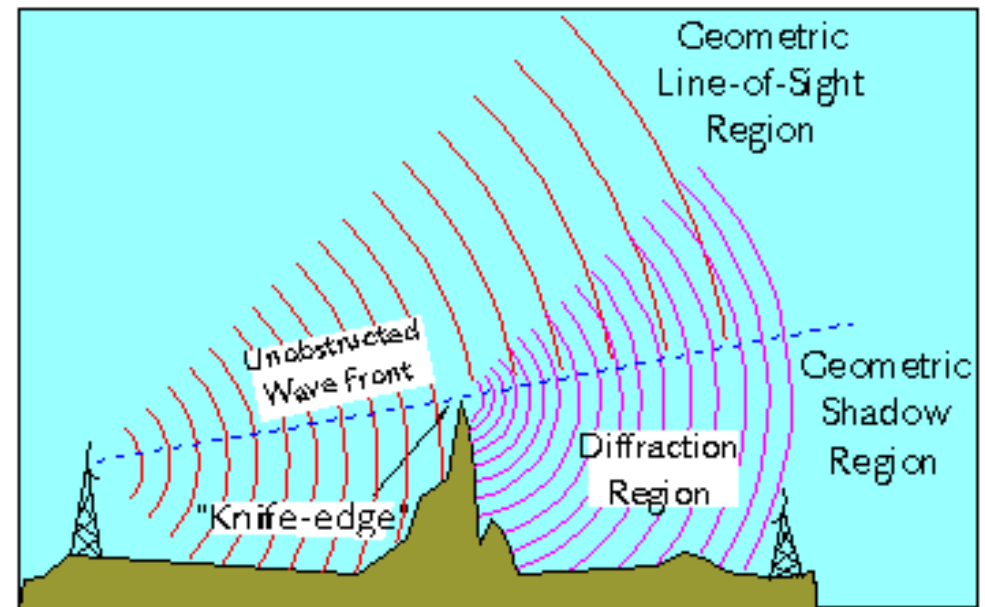 Geometric
Line-of-Sight
Region
Unobstructed
Wave Front
Geometric
Shadow
Region
Diffraction
Region
"Knife-edge"